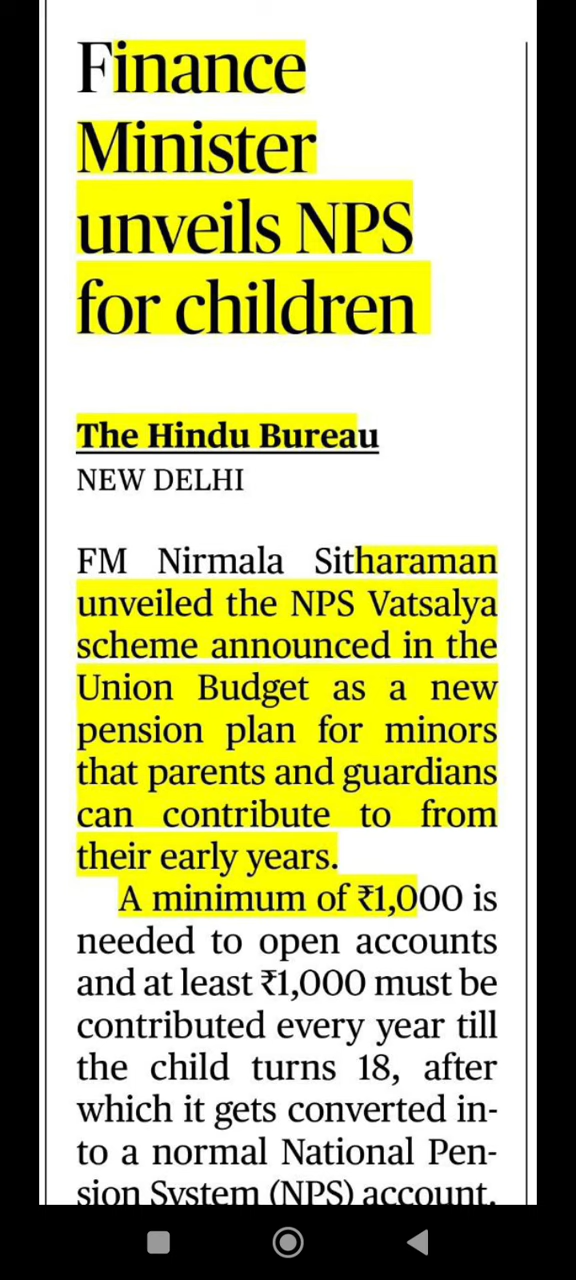 Finance
Minister
unveils NPS
for children
The Hindu Bureau
NEW DELHI
FM Nirmala Sitharaman
unveiled the NPS Vatsalya
scheme announced in the
Union Budget as a new
pension plan for minors
that parents and guardians
can contribute to from
their early years.
A minimum of ₹1,000 is
needed to open accounts
and at least ₹1,000 must be
contributed every year till
the child turns 18, after
which it gets converted in-
to a normal National Pen-
sion System (NPS) account.